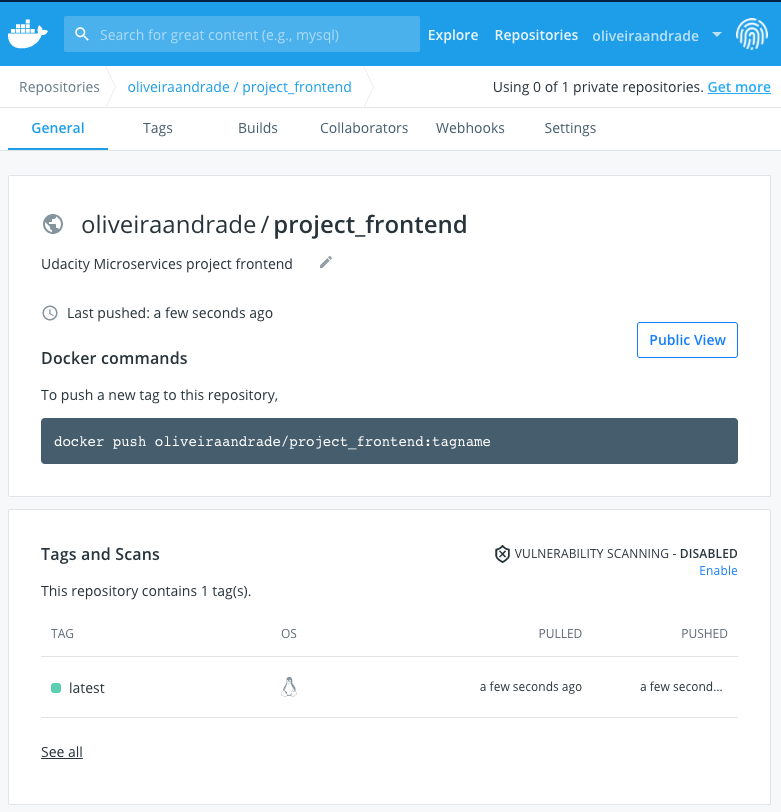 Search for great content (e.g., mysql) Explore Repositories oliveiraandrade
Repositories oliveiraandrade / project_frontend Using 0 of 1 private repositories. Get more
General Tags Builds Collaborators Webhooks Settings
oliveiraandrade / project_frontend
Udacity Microservices project frontend
Last pushed: a few seconds ago
Public View
Docker commands
To push a new tag to this repository,
docker push oliveiraandrade/project_frontend:tagname
Tags and Scans VULNERABILITY SCANNING - DISABLED
Enable
This repository contains 1 tag(s).
TAG OS PULLED PUSHED
latest a few seconds ago a few second...
See all